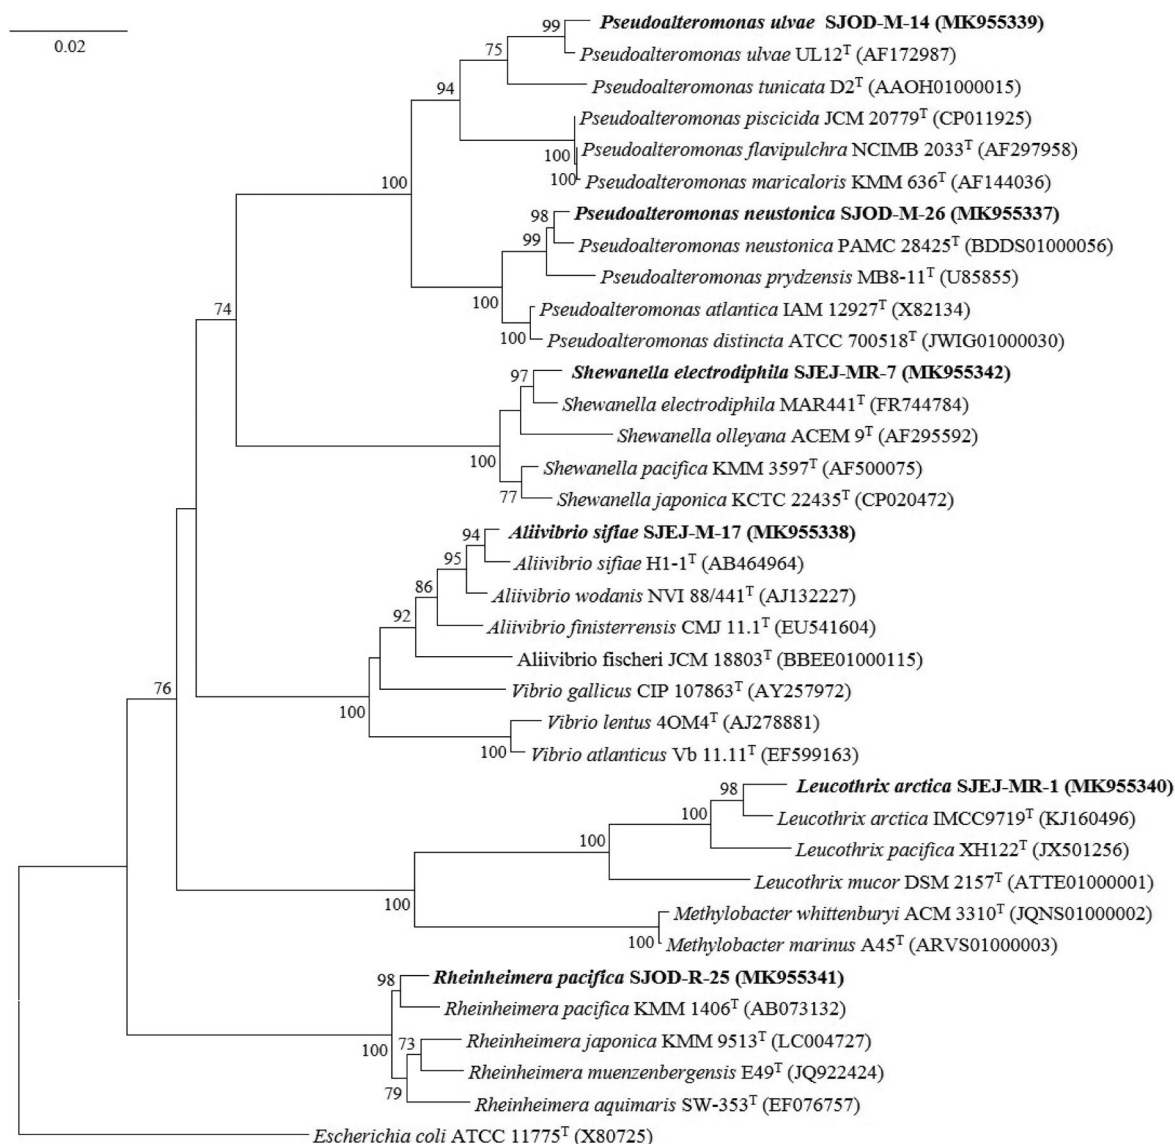 0.02
99
Pseudoalteromonas ulvae SJOD-M-14 (MK955339)
75
Pseudoalteromonas ulvae UL12ᵀ (AF172987)
94
Pseudoalteromonas tunicata D2ᵀ (AAOH01000015)
Pseudoalteromonas piscicida JCM 20779ᵀ (CP011925)
100
Pseudoalteromonas flavipulchra NCIMB 2033ᵀ (AF297958)
100
100
Pseudoalteromonas maricaloris KMM 636ᵀ (AF144036)
98
Pseudoalteromonas neustonica SJOD-M-26 (MK955337)
99
Pseudoalteromonas neustonica PAMC 28425ᵀ (BDDS01000056)
Pseudoalteromonas prydzensis MB8-11ᵀ (U85855)
100
74
Pseudoalteromonas atlantica IAM 12927ᵀ (X82134)
100
Pseudoalteromonas distincta ATCC 700518ᵀ (JWIG01000030)
97
Shewanella electrodiphila SJEJ-MR-7 (MK955342)
Shewanella electrodiphila MAR441ᵀ (FR744784)
Shewanella olleyana ACEM 9ᵀ (AF295592)
100
Shewanella pacifica KMM 3597ᵀ (AF500075)
77
Shewanella japonica KCTC 22435ᵀ (CP020472)
94
Aliivibrio sifiae SJEJ-M-17 (MK955338)
95
Aliivibrio sifiae H1-1ᵀ (AB464964)
86
Aliivibrio wodanis NVI 88/441ᵀ (AJ132227)
92
Aliivibrio finisterrensis CMJ 11.1ᵀ (EU541604)
Aliivibrio fischeri JCM 18803ᵀ (BBEE01000115)
76
Vibrio gallicus CIP 107863ᵀ (AY257972)
100
Vibrio lentus 4OM4ᵀ (AJ278881)
100
Vibrio atlanticus Vb 11.11ᵀ (EF599163)
98
Leucothrix arctica SJEJ-MR-1 (MK955340)
100
Leucothrix arctica IMCC9719ᵀ (KJ160496)
100
Leucothrix pacifica XH122ᵀ (JX501256)
Leucothrix mucor DSM 2157ᵀ (ATTE01000001)
100
Methylobacter whittenburyi ACM 3310ᵀ (JQNS01000002)
100
Methylobacter marinus A45ᵀ (ARVS01000003)
98
Rheinheimera pacifica SJOD-R-25 (MK955341)
Rheinheimera pacifica KMM 1406ᵀ (AB073132)
100
73
Rheinheimera japonica KMM 9513ᵀ (LC004727)
Rheinheimera muenzenbergensis E49ᵀ (JQ922424)
79
Rheinheimera aquimaris SW-353ᵀ (EF076757)
Escherichia coli ATCC 11775ᵀ (X80725)